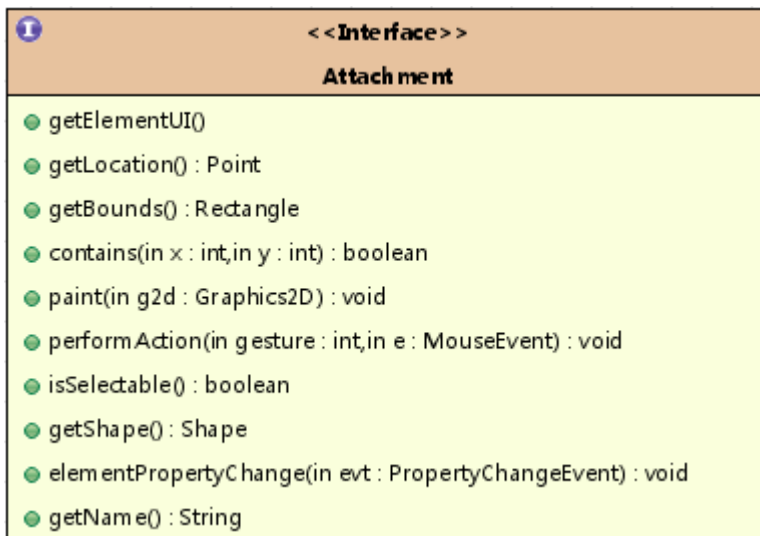 I
<<Interface>>
Attachment
getElementUI()
getLocation() : Point
getBounds() : Rectangle
contains(in x : int,in y : int) : boolean
paint(in g2d : Graphics2D) : void
performAction(in gesture : int,in e : MouseEvent) : void
isSelectable() : boolean
getShape() : Shape
elementPropertyChange(in evt : PropertyChangeEvent) : void
getName() : String